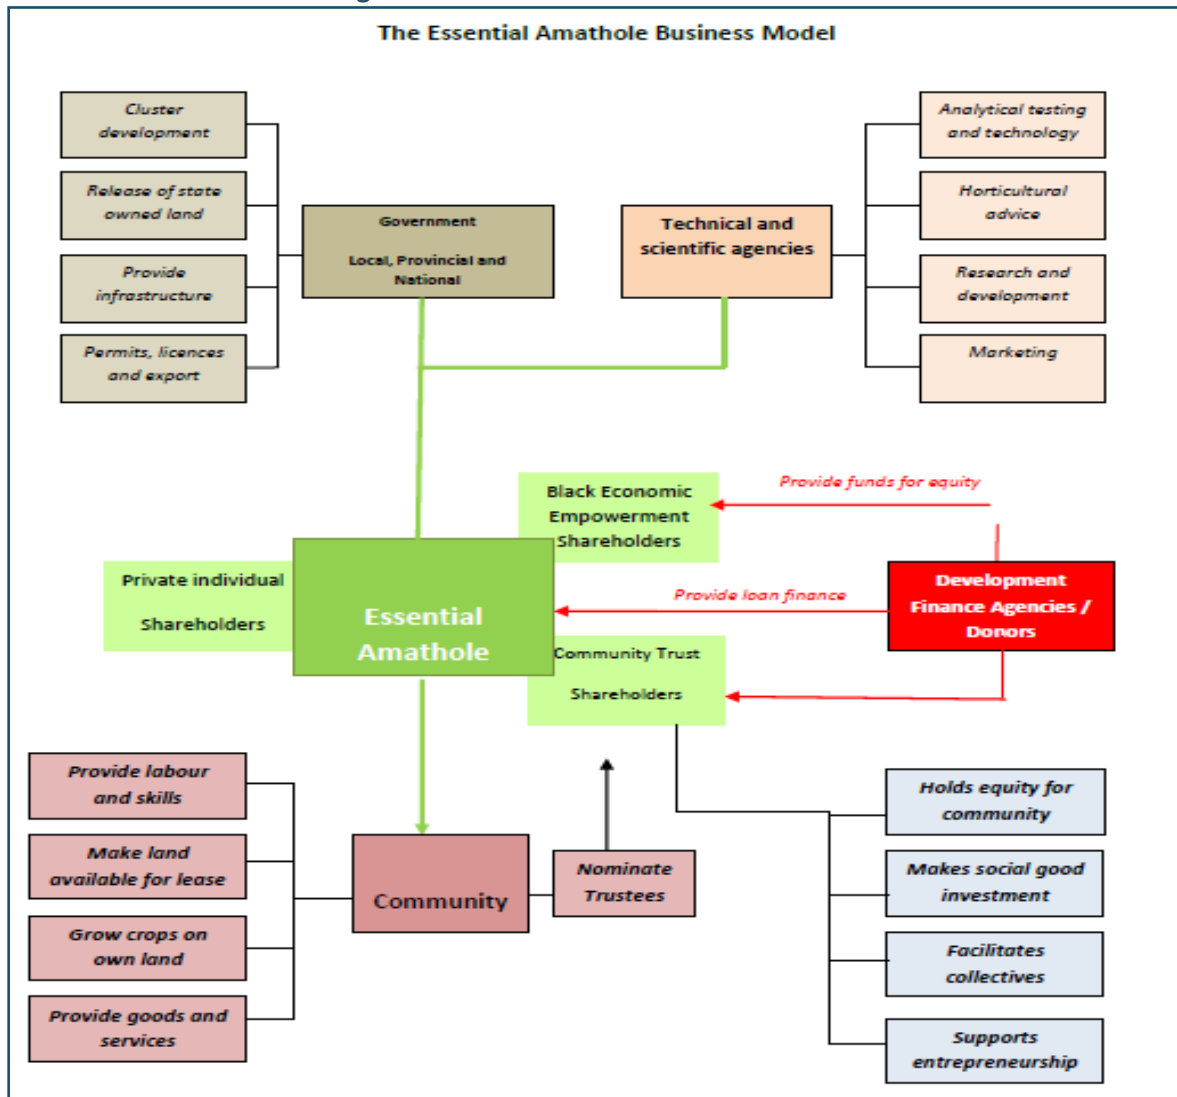 The Essential Amathole Business Model
Cluster
development
Release of state
owned land
Provide
infrastructure
Permits, licences
and export
Government
Local, Provincial and
National
Technical and
scientific agencies
Analytical testing
and technology
Horticultural
advice
Research and
development
Marketing
Black Economic
Empowerment
Shareholders
Provide funds for equity
Private individual
Shareholders
Essential
Amathole
Provide loan finance
Development
Finance Agencies /
Donors
Community Trust
Shareholders
Provide labour
and skills
Make land
available for lease
Grow crops on
own land
Provide goods and
services
Community
Nominate
Trustees
Holds equity for
community
Makes social good
investment
Facilitates
collectives
Supports
entrepreneurship